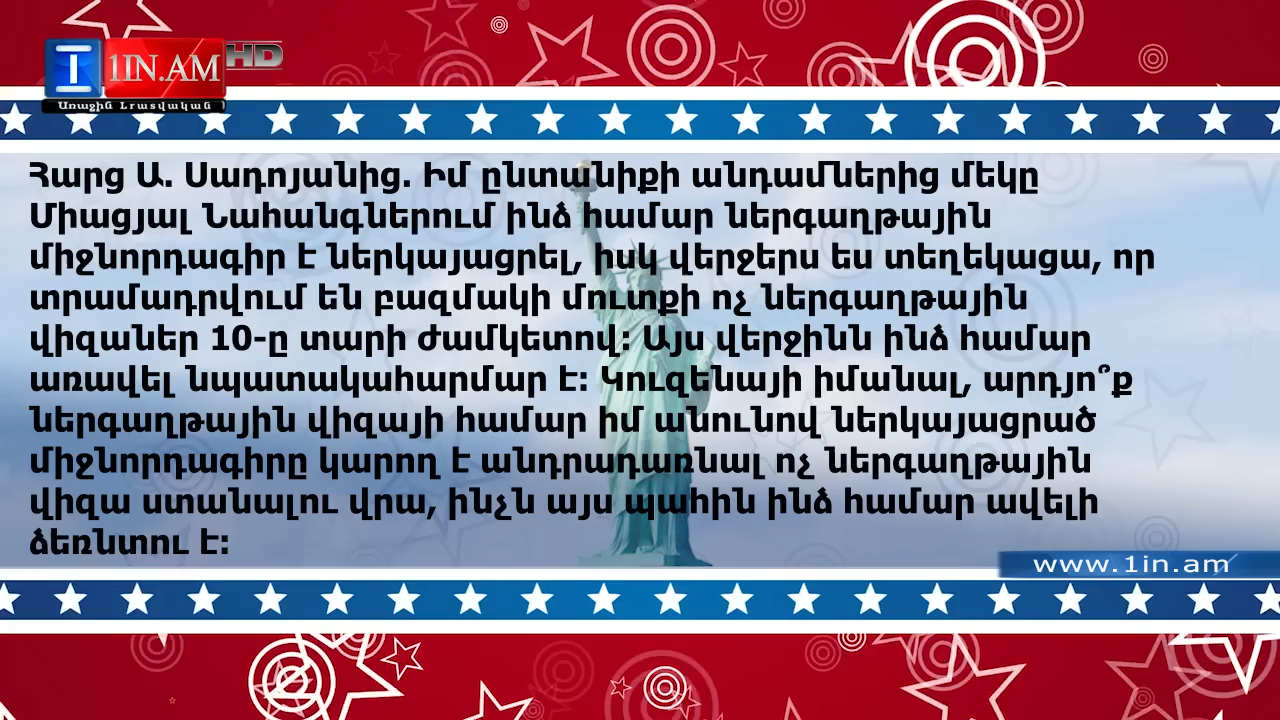 1IN.AM HD
Առաջին Լրատվական
Հարց Ա. Սադոյանից. Իմ ընտանիքի անդամներից մեկը
Միացյալ Նահանգներում ինձ համար ներգաղթային
միջնորդագիր է ներկայացրել, իսկ վերջերս ես տեղեկացա, որ
տրամադրվում են բազմակի մուտքի ոչ ներգաղթային
վիզաներ 10-ը տարի ժամկետով: Այս վերջինն ինձ համար
առավել նպատակահարմար է: Կուզենայի իմանալ, արդյո՞ք
ներգաղթային վիզայի համար իմ անունով ներկայացրած
միջնորդագիրը կարող է անդրադառնալ ոչ ներգաղթային
վիզա ստանալու վրա, ինչն այս պահին ինձ համար ավելի
ձեռնտու է:
www.1in.am